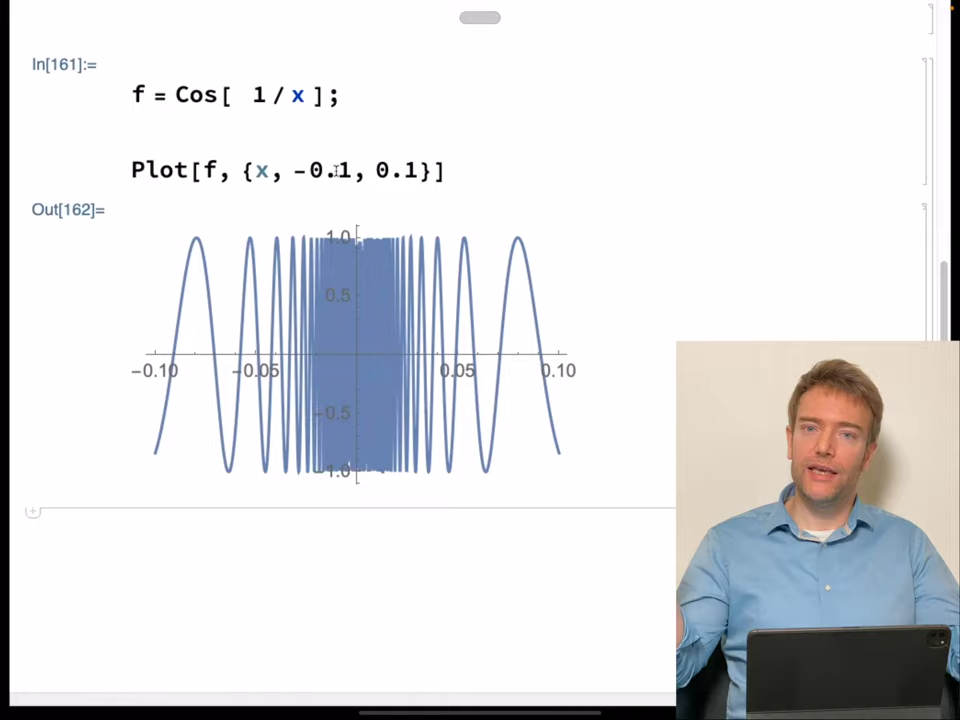 In[161]:=
f = Cos[ 1 / x ];
Plot[f, {x, -0.1, 0.1}]
Out[162]=
1.0
0.5
-0.10
-0.05
0.05
0.10
-0.5
-1.0